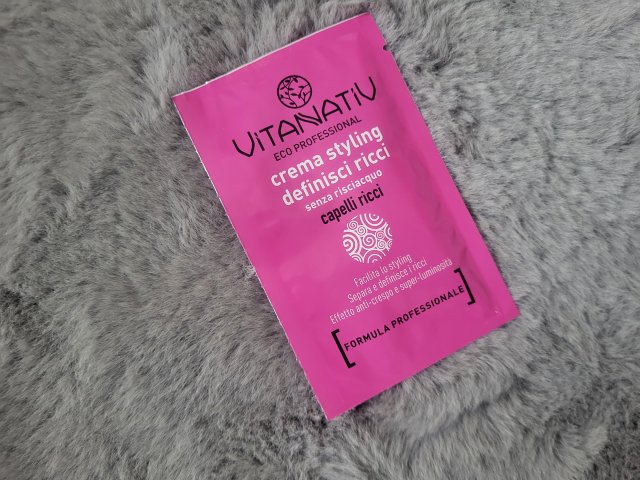 VITANATIV
ECO PROFESSIONAL
crema styling
definisci ricci
senza risciacquo
capelli ricci
Facilita lo styling
Separa e definisce i ricci
Effetto anti-crespo e super-luminosità
[FORMULA PROFESSIONALE]